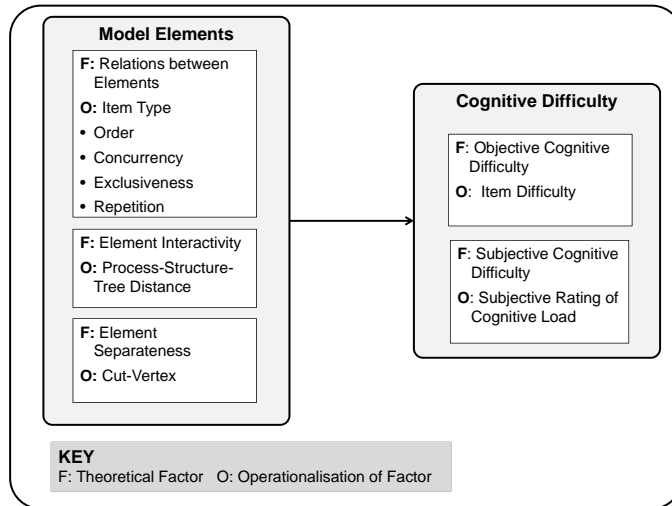 Model Elements
F: Relations between
Elements
O: Item Type
• Order
• Concurrency
• Exclusiveness
• Repetition
F: Element Interactivity
O: Process-Structure-
Tree Distance
F: Element
Separateness
O: Cut-Vertex
Cognitive Difficulty
F: Objective Cognitive
Difficulty
O: Item Difficulty
F: Subjective Cognitive
Difficulty
O: Subjective Rating of
Cognitive Load
KEY
F: Theoretical Factor O: Operationalisation of Factor